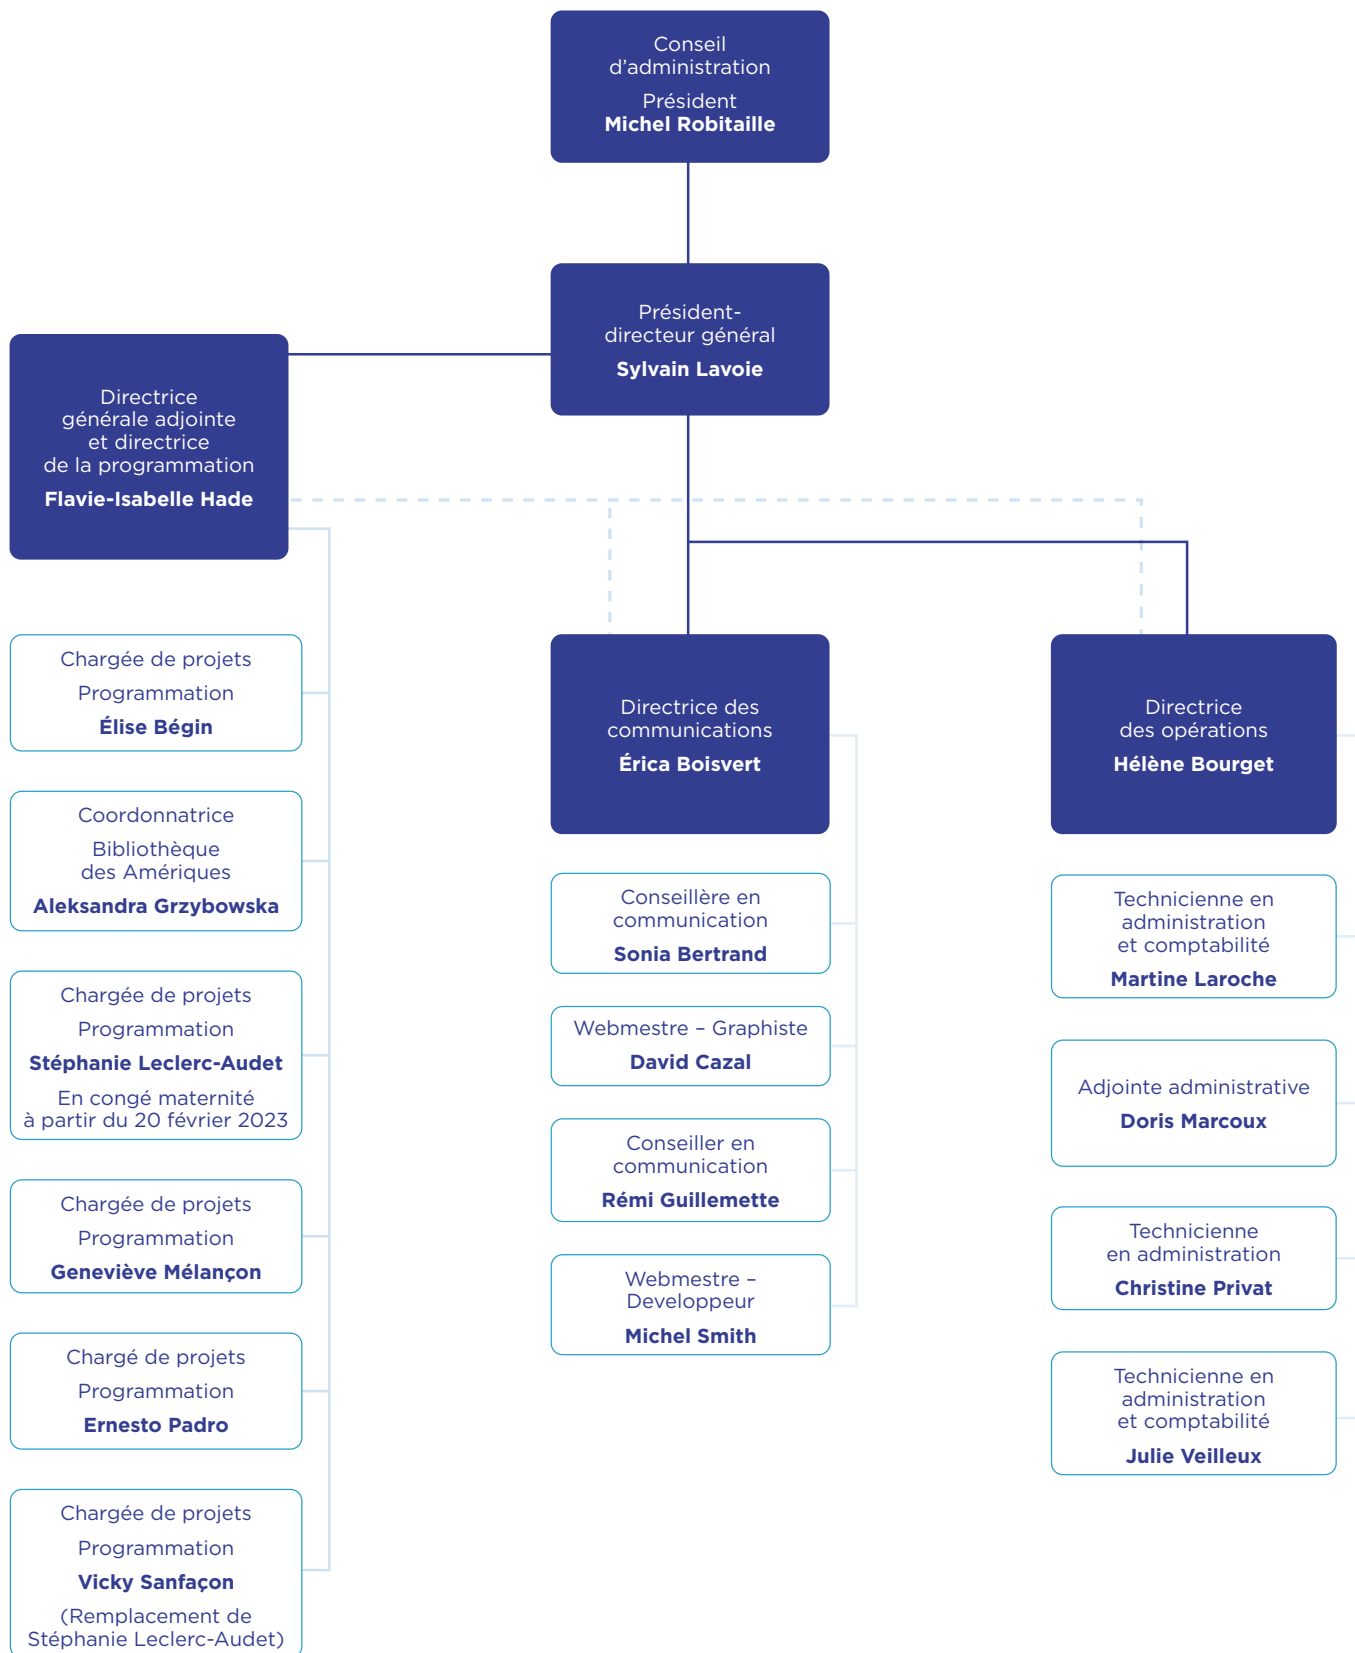 Conseil
d'administration
Président
Michel Robitaille
Président-
directeur général
Sylvain Lavoie
Directrice
générale adjointe
et directrice
de la programmation
Flavie-Isabelle Hade
Chargée de projets
Programmation
Élise Bégin
Coordonnatrice
Bibliothèque
des Amériques
Aleksandra Grzybowska
Chargée de projets
Programmation
Stéphanie Leclerc-Audet
En congé maternité
à partir du 20 février 2023
Chargée de projets
Programmation
Geneviève Mélançon
Chargé de projets
Programmation
Ernesto Padro
Chargée de projets
Programmation
Vicky Sanfaçon
(Remplacement de
Stéphanie Leclerc-Audet)
Directrice des
communications
Érica Boisvert
Conseillère en
communication
Sonia Bertrand
Webmestre – Graphiste
David Cazal
Conseiller en
communication
Rémi Guillemette
Webmestre –
Developpeur
Michel Smith
Directrice
des opérations
Hélène Bourget
Technicienne en
administration
et comptabilité
Martine Laroche
Adjointe administrative
Doris Marcoux
Technicienne
en administration
Christine Privat
Technicienne en
administration
et comptabilité
Julie Veilleux